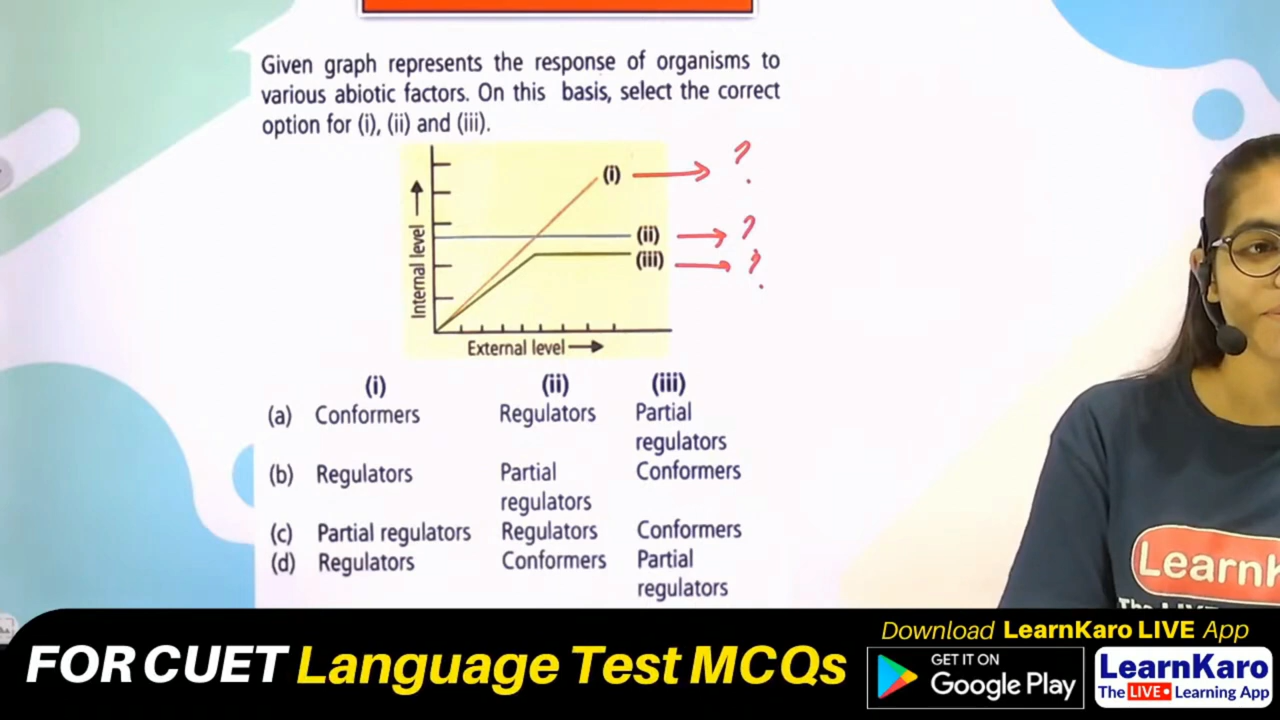 Given graph represents the response of organisms to
various abiotic factors. On this basis, select the correct
option for (i), (ii) and (iii).
Internal level
(i) ?
(ii) ?
(iii) ?
External level
(i) (ii) (iii)
(a) Conformers Regulators Partial
regulators
(b) Regulators Partial Conformers
regulators
(c) Partial regulators Regulators Conformers
(d) Regulators Conformers Partial
regulators
Learn
The LIVE
FOR CUET Language Test MCQs
Download LearnKaro LIVE App
GET IT ON
Google Play
LearnKaro
The LIVE Learning App